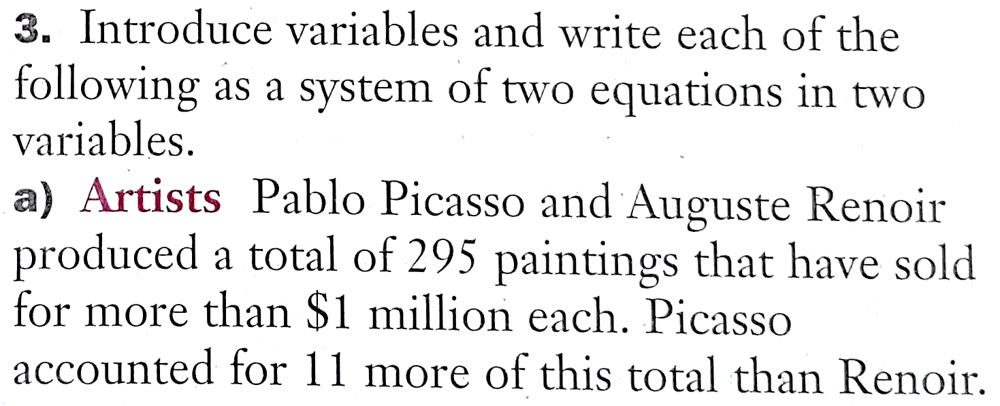 3. Introduce variables and write each of the
following as a system of two equations in two
variables.
a) Artists Pablo Picasso and Auguste Renoir
produced a total of 295 paintings that have sold
for more than $1 million each. Picasso
accounted for 11 more of this total than Renoir.